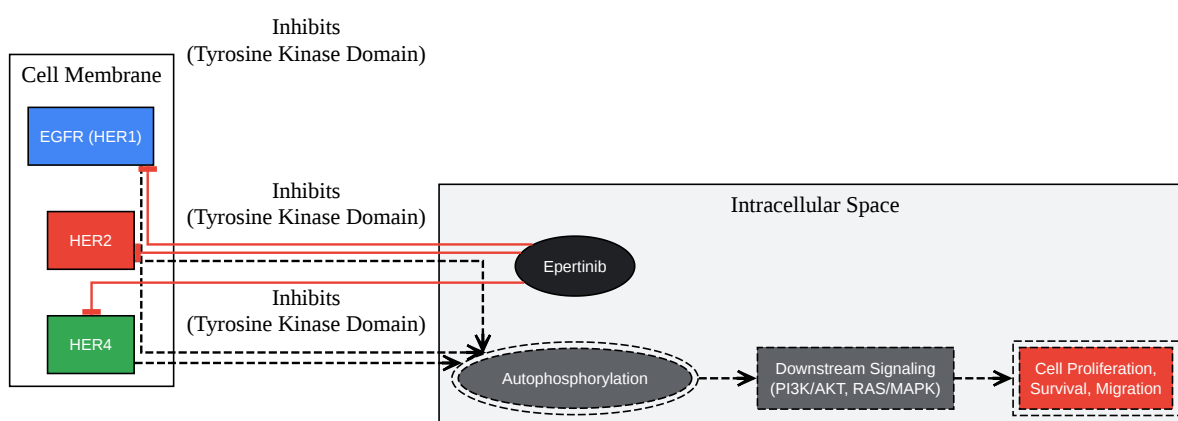 Inhibits
(Tyrosine Kinase Domain)
Cell Membrane
EGFR (HER1)
Inhibits
(Tyrosine Kinase Domain)
Intracellular Space
HER2
Epertinib
Inhibits
(Tyrosine Kinase Domain)
HER4
Autophosphorylation
Downstream Signaling
(PI3K/AKT, RAS/MAPK)
Cell Proliferation,
Survival, Migration